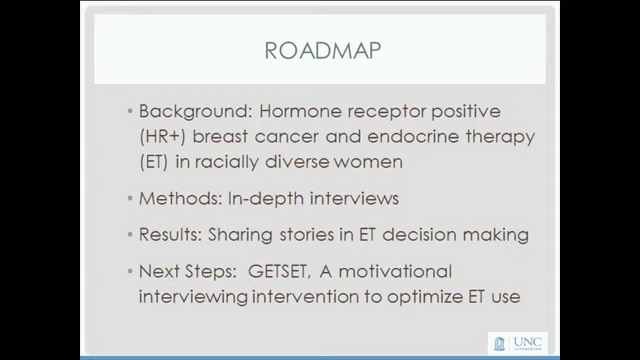 ROADMAP
• Background: Hormone receptor positive
(HR+) breast cancer and endocrine therapy
(ET) in racially diverse women
• Methods: In-depth interviews
• Results: Sharing stories in ET decision making
• Next Steps:  GETSET, A motivational
interviewing intervention to optimize ET use
UNC